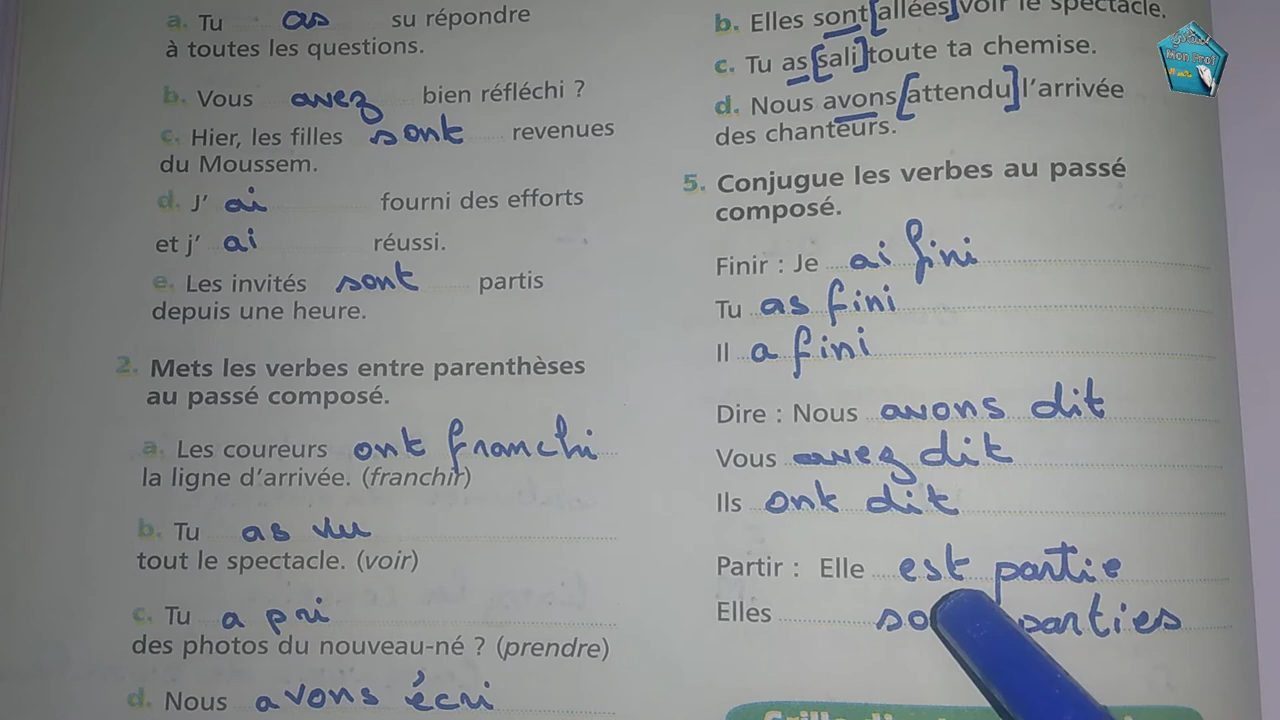 a. Tu as su répondre
à toutes les questions.
b. Vous avez bien réfléchi ?
c. Hier, les filles sont revenues
du Moussem.
d. J' ai fourni des efforts
et j' ai réussi.
e. Les invités sont partis
depuis une heure.
2. Mets les verbes entre parenthèses
au passé composé.
a. Les coureurs ont franchi
la ligne d'arrivée. (franchir)
b. Tu as vu
tout le spectacle. (voir)
c. Tu a pri
des photos du nouveau-né ? (prendre)
d. Nous avons écri
b. Elles sont [allées] voir le spectacle.
c. Tu as [sali] toute ta chemise.
d. Nous avons [attendu] l'arrivée
des chanteurs.
5. Conjugue les verbes au passé
composé.
Finir : Je ai fini
Tu as fini
Il a fini
Dire : Nous avons dit
Vous avez dit
Ils ont dit
Partir : Elle est partie
Elles parties
Mon Prof